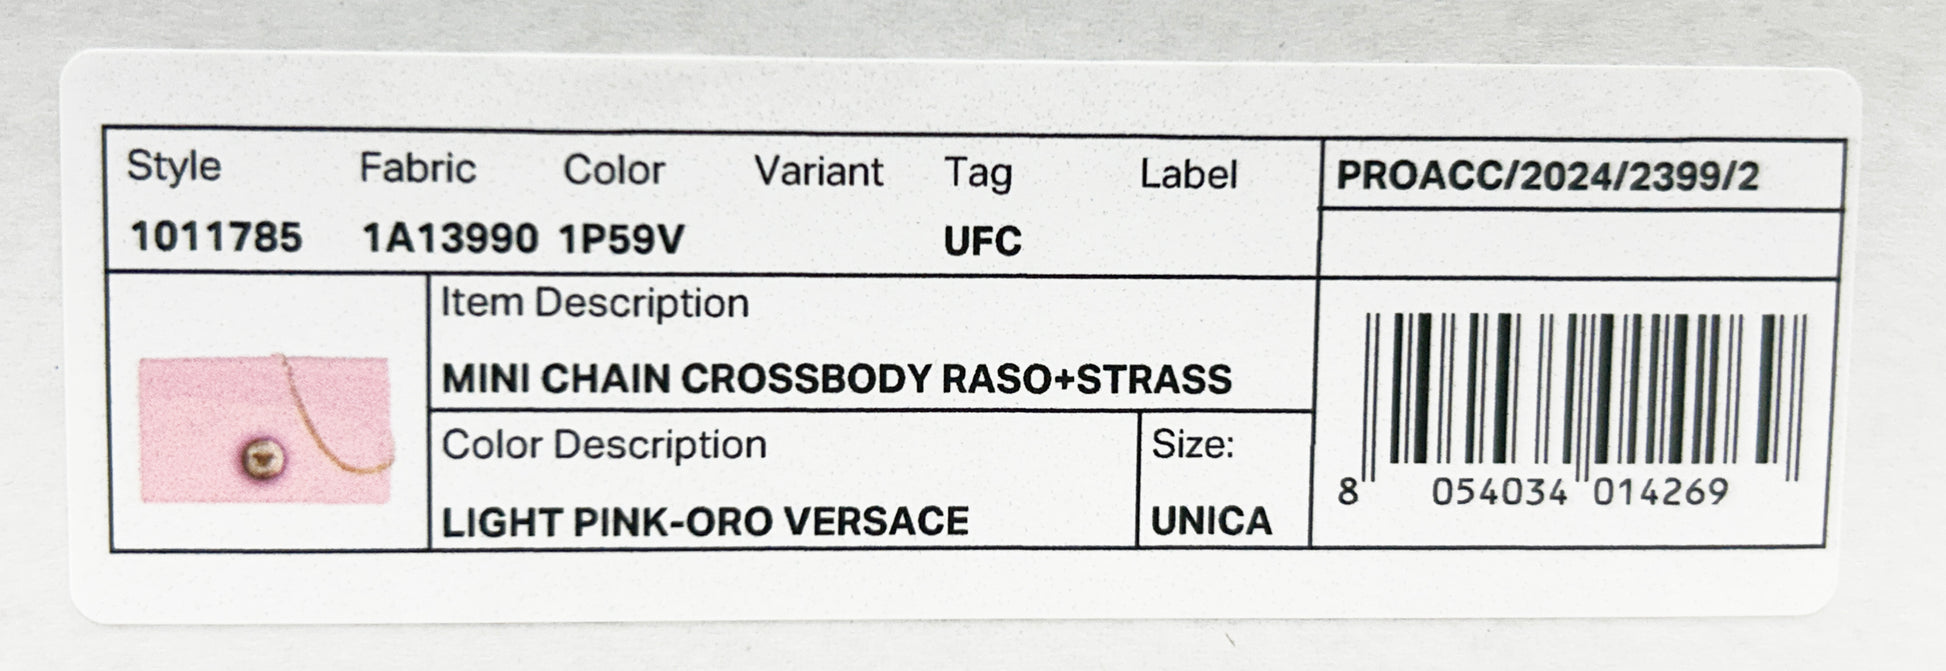 Style Fabric Color Variant Tag Label
1011785 1A13990 1P59V UFC
PROACC/2024/2399/2
Item Description
MINI CHAIN CROSSBODY RASO+STRASS
Color Description
LIGHT PINK-ORO VERSACE
Size:
UNICA
8 054034 014269